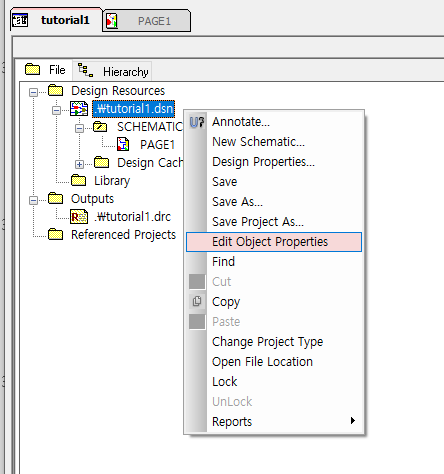 tutorial1
PAGE1
File
Hierarchy
Design Resources
.₩tutorial1.dsn
SCHEMATIC
PAGE1
Design Cach
Library
Outputs
.₩tutorial1.drc
Referenced Projects
Annotate...
New Schematic...
Design Properties...
Save
Save As...
Save Project As...
Edit Object Properties
Find
Cut
Copy
Paste
Change Project Type
Open File Location
Lock
UnLock
Reports